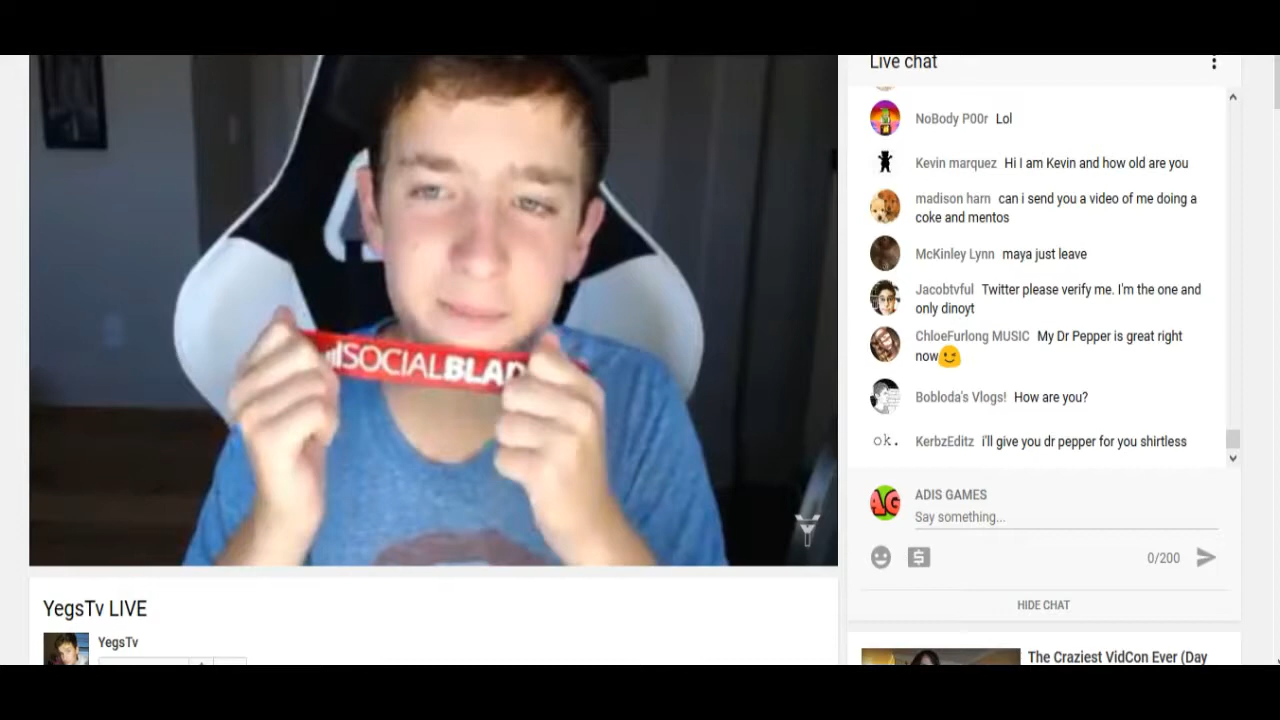 SOCIALBLAD
YegsTv LIVE
YegsTv
Live chat
NoBody P00r Lol
Kevin marquez Hi I am Kevin and how old are you
madison harn can i send you a video of me doing a
coke and mentos
McKinley Lynn maya just leave
Jacobtvful Twitter please verify me. I'm the one and
only dinoyt
ChloeFurlong MUSIC My Dr Pepper is great right
now😉
Bobloda's Vlogs! How are you?
ok. KerbzEditz i'll give you dr pepper for you shirtless
AG ADIS GAMES
Say something...
0/200
HIDE CHAT
The Craziest VidCon Ever (Day